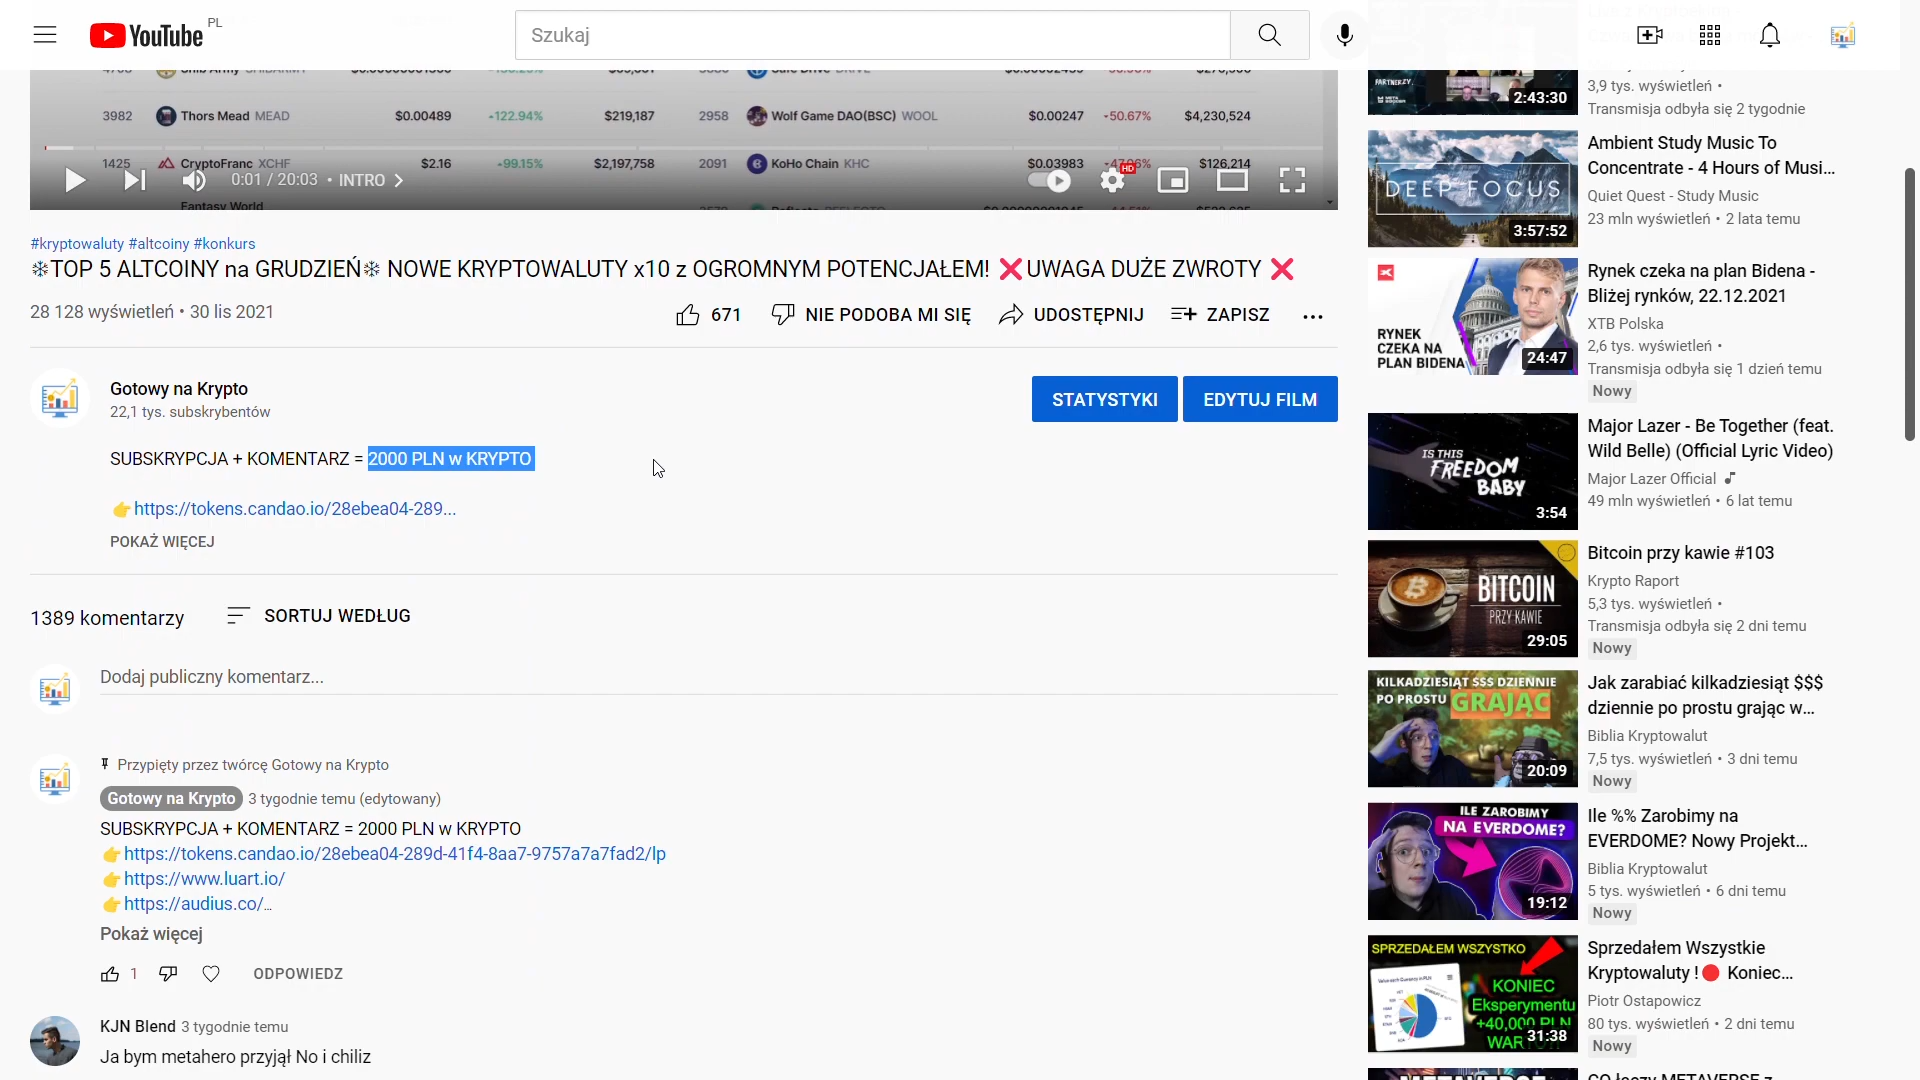 YouTube PL
Szukaj
3982 Thors Mead MEAD $0.00489 -122.94% $219,187 2958 Wolf Game DAO(BSC) WOOL $0.00247 -50.67% $4,230,524
1425 CryptoFranc XCHF $2.16 -99.15% $2,197,758 2091 KoHo Chain KHC $0.03983 -47.06% $126,214
0:01 / 20:03 • INTRO
HD
Fantasy World
#kryptowaluty #altcoiny #konkurs
❄TOP 5 ALTCOINY na GRUDZIEŃ❄ NOWE KRYPTOWALUTY x10 z OGROMNYM POTENCJAŁEM! ❌UWAGA DUŻE ZWROTY ❌
28 128 wyświetleń • 30 lis 2021
671 NIE PODOBA MI SIĘ UDOSTĘPNIJ ZAPISZ ...
Gotowy na Krypto
22,1 tys. subskrybentów
STATYSTYKI EDYTUJ FILM
SUBSKRYPCJA + KOMENTARZ = 2000 PLN w KRYPTO
👉https://tokens.candao.io/28ebea04-289...
POKAŻ WIĘCEJ
1389 komentarzy SORTUJ WEDŁUG
Dodaj publiczny komentarz...
Przypięty przez twórcę Gotowy na Krypto
Gotowy na Krypto 3 tygodnie temu (edytowany)
SUBSKRYPCJA + KOMENTARZ = 2000 PLN w KRYPTO
👉https://tokens.candao.io/28ebea04-289d-41f4-8aa7-9757a7a7fad2/lp
👉https://www.luart.io/
👉https://audius.co/...
Pokaż więcej
1 ODPOWIEDZ
KJN Blend 3 tygodnie temu
Ja bym metahero przyjął No i chiliz
PARTNERZY
2:43:30
3,9 tys. wyświetleń •
Transmisja odbyła się 2 tygodnie
DEEP FOCUS
3:57:52
Ambient Study Music To
Concentrate - 4 Hours of Musi...
Quiet Quest - Study Music
23 mln wyświetleń • 2 lata temu
RYNEK
CZEKA NA
PLAN BIDENA
24:47
Rynek czeka na plan Bidena -
Bliżej rynków, 22.12.2021
XTB Polska
2,6 tys. wyświetleń •
Transmisja odbyła się 1 dzień temu
Nowy
IS THIS
FREEDOM
BABY
3:54
Major Lazer - Be Together (feat.
Wild Belle) (Official Lyric Video)
Major Lazer Official
49 mln wyświetleń • 6 lat temu
BITCOIN
PRZY KAWIE
29:05
Bitcoin przy kawie #103
Krypto Raport
5,3 tys. wyświetleń •
Transmisja odbyła się 2 dni temu
Nowy
KILKADZIESIĄT $$$ DZIENNIE
PO PROSTU GRAJĄC
20:09
Jak zarabiać kilkadziesiąt $$$
dziennie po prostu grając w...
Biblia Kryptowalut
7,5 tys. wyświetleń • 3 dni temu
Nowy
ILE ZAROBIMY
NA EVERDOME?
19:12
Ile %% Zarobimy na
EVERDOME? Nowy Projekt...
Biblia Kryptowalut
5 tys. wyświetleń • 6 dni temu
Nowy
SPRZEDAŁEM WSZYSTKO
KONIEC
Eksperymentu
+40,000 PLN
31:38
Sprzedałem Wszystkie
Kryptowaluty !🔴 Koniec...
Piotr Ostapowicz
80 tys. wyświetleń • 2 dni temu
Nowy